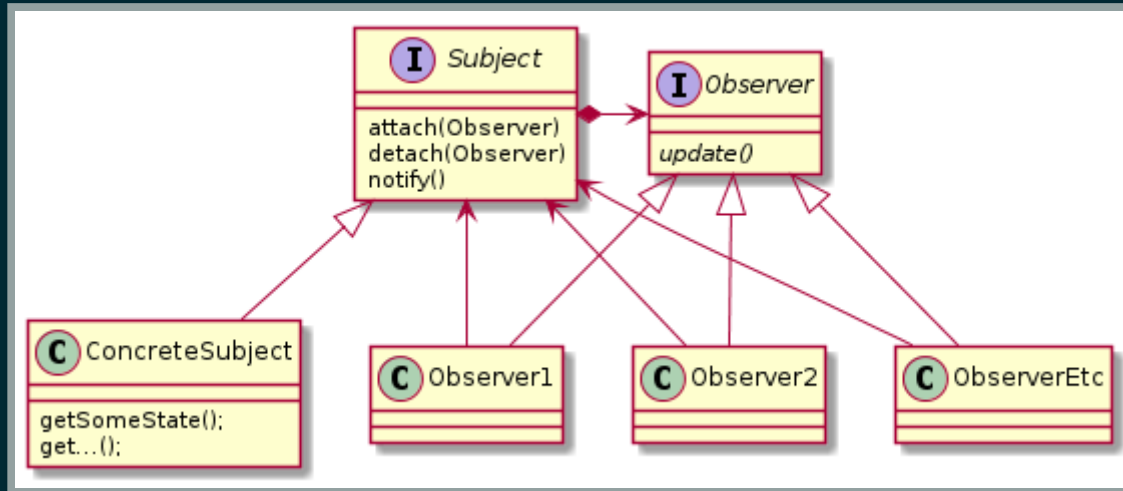 I Subject
attach(Observer)
detach(Observer)
notify()
I Observer
update()
C ConcreteSubject
getSomeState();
get...();
C Observer1
C Observer2
C ObserverEtc